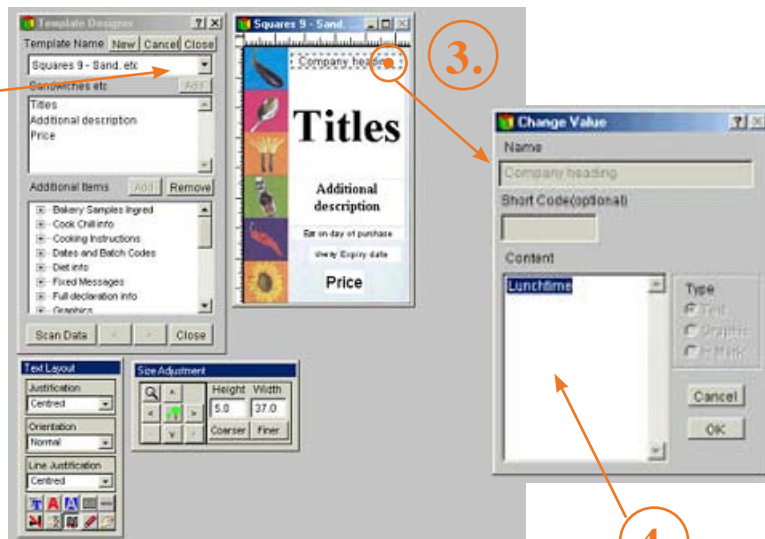 Template Designer
Template Name New Cancel Close
Squares 9 - Sand. etc
Sandwiches etc Add
Titles
Additional description
Price
Additional Items Add Remove
Bakery Samples Ingred
Cook Chill info
Cooking Instructions
Dates and Batch Codes
Diet info
Fixed Messages
Full declaration info
Graphics
Scan Data Close
Text Layout
Justification
Centred
Orientation
Normal
Line Justification
Centred
Size Adjustment
Height Width
5.0 37.0
Coarser Finer
Squares 9 - Sand.
Company heading
Titles
Additional
description
Eat on day of purchase
Expiry date
Price
3.
Change Value
Name
Company heading
Short Code(optional)
Content
Lunchtime
Type
Text
Graphic
Cancel
OK
4